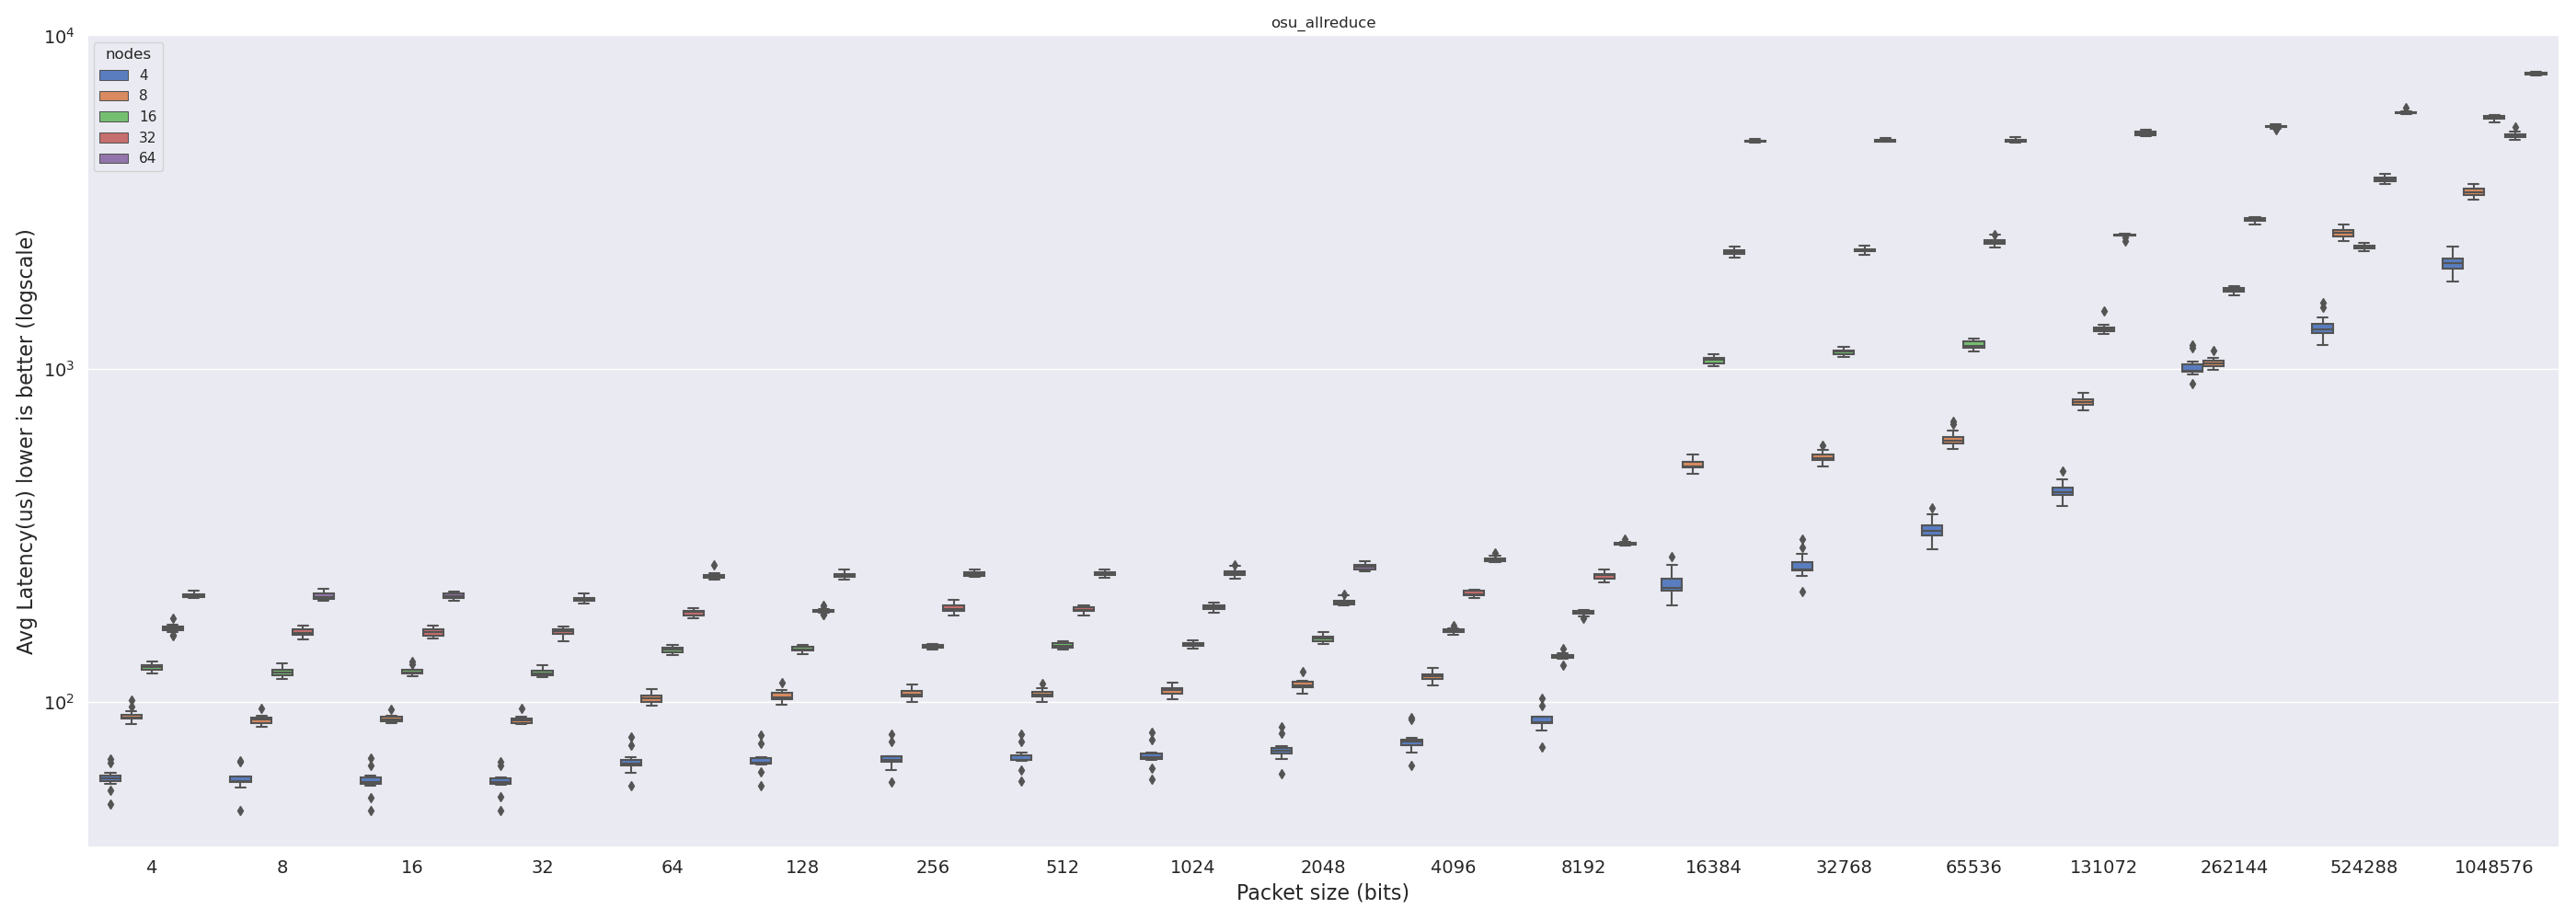 osu_allreduce
10^4
10^3
10^2
Avg Latency(us) lower is better (logscale)
nodes
4
8
16
32
64
4 8 16 32 64 128 256 512 1024 2048 4096 8192 16384 32768 65536 131072 262144 524288 1048576
Packet size (bits)